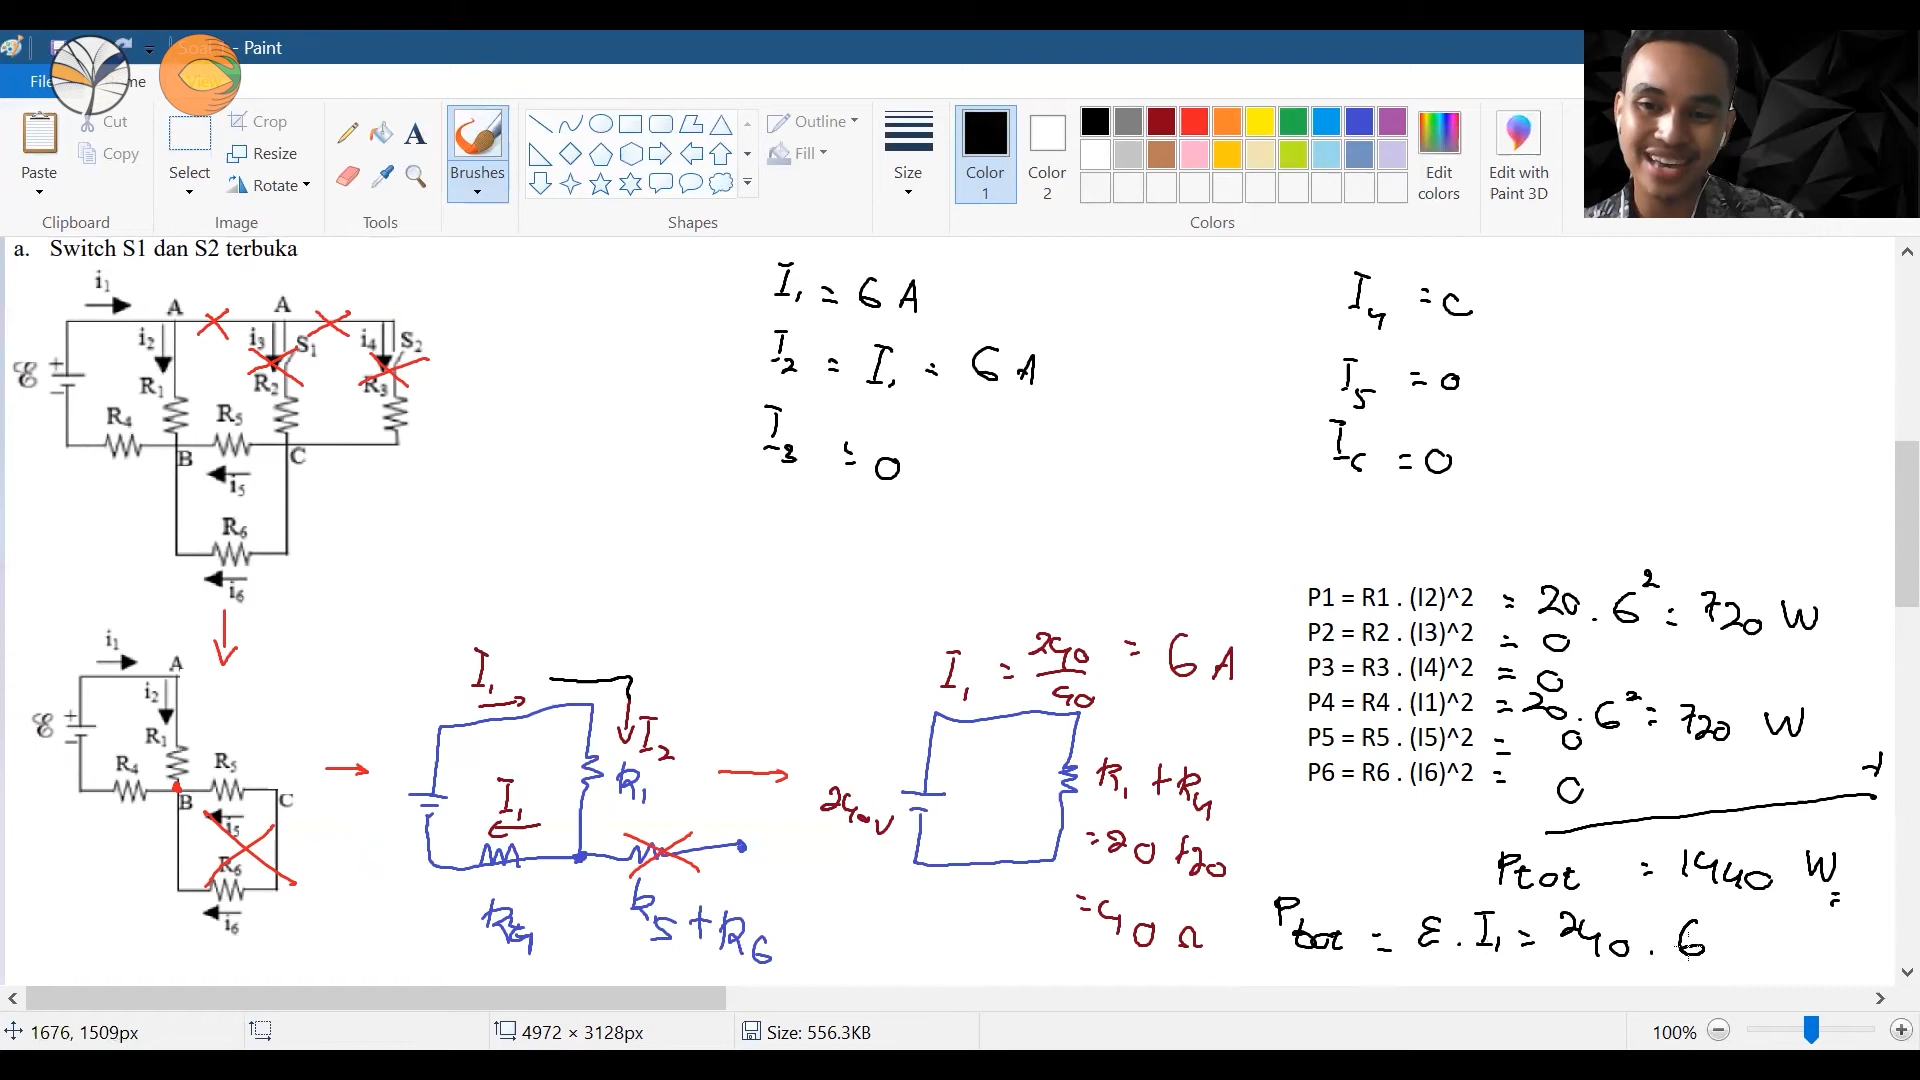 Soal - Paint
File
me
View
Paste
Cut
Copy
Clipboard
Select
Crop
Resize
Rotate
Image
Tools
Brushes
Shapes
Outline
Fill
Size
Color 1
Color 2
Colors
Edit colors
Edit with Paint 3D
a. Switch S1 dan S2 terbuka
i1
A
A
i2
i3
S1
i4
S2
ℰ
+
R1
R2
R3
R4
R5
B
C
i5
R6
i6
I1 = 6 A
I2 = I1 = 6 A
I3 = 0
I4 = 0
I5 = 0
I6 = 0
i1
A
i2
ℰ
+
R1
R4
R5
B
C
i5
R6
i6
I1
I2
R1
I1
R4
R5 + R6
I1 = 240/40 = 6 A
240 V
R1 + R4
= 20 + 20
= 40 Ω
P1 = R1 . (I2)^2 = 20 . 6² = 720 W
P2 = R2 . (I3)^2 = 0
P3 = R3 . (I4)^2 = 0
P4 = R4 . (I1)^2 = 20 . 6² = 720 W
P5 = R5 . (I5)^2 = 0
P6 = R6 . (I6)^2 = 0
+
Ptot = 1440 W
Ptot = ε . I1 = 240 . 6
1676, 1509px
4972 × 3128px
Size: 556.3KB
100%